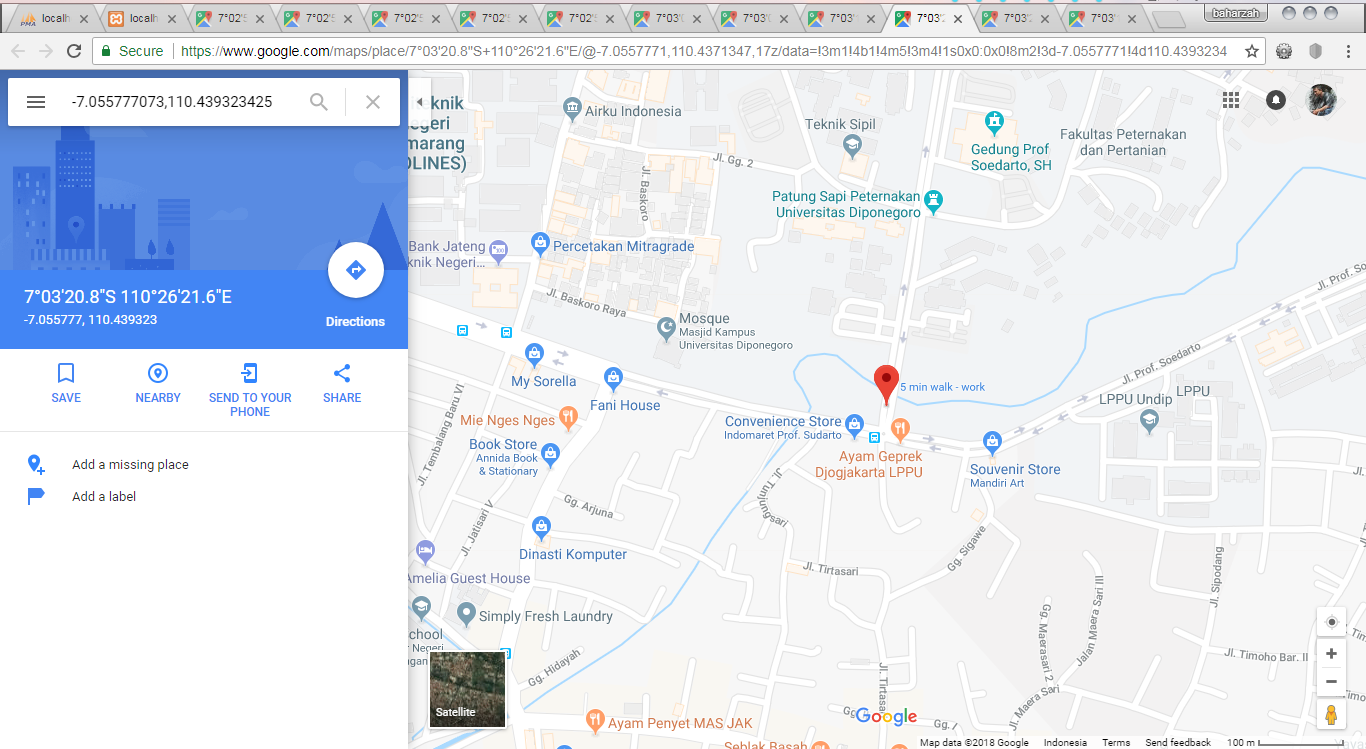 localh
localh
7°02'
7°02'
7°02'
7°02'
7°02'
7°03'
7°03'
7°03'
7°03'
7°03'
7°03'
baharzah
Secure
https://www.google.com/maps/place/7°03'20.8"S+110°26'21.6"E/@-7.0557771,110.4371347,17z/data=!3m1!4b1!4m5!3m4!1s0x0:0x0!8m2!3d-7.0557771!4d110.4393234
-7.055777073,110.439323425
7°03'20.8"S 110°26'21.6"E
-7.055777, 110.439323
Directions
SAVE
NEARBY
SEND TO YOUR
PHONE
SHARE
Add a missing place
Add a label
eknik
egeri
marang
OLINES)
Airku Indonesia
Teknik Sipil
Gedung Prof
Soedarto, SH
Fakultas Peternakan
dan Pertanian
Jl. Gg. 2
Jl. Baskoro
Patung Sapi Peternakan
Universitas Diponegoro
Bank Jateng
knik Negeri...
Percetakan Mitragrade
Jl. Baskoro Raya
Mosque
Masjid Kampus
Universitas Diponegoro
Jl. Prof. So
Jl. Prof. Soedarto
My Sorella
Fani House
5 min walk - work
LPPU Undip
LPPU
Jl. Tembalang Baru VI
Mie Nges Nges
Convenience Store
Indomaret Prof. Sudarto
Book Store
Annida Book
& Stationary
Ayam Geprek
Djogjakarta LPPU
Souvenir Store
Mandiri Art
Jl. Jatisari V
Gg. Arjuna
Jl. Tunjungsari
Gg. Sigawe
Dinasti Komputer
Jl. Tirtasari
Jl. Sipodang
Amelia Guest House
Simply Fresh Laundry
chool
r Negeri
ngan
Gg. Maerasari 2
Jalan Maera Sari III
Gg. Hidayah
Jl. Timoho Bar. II
Jl. Maera Sari
Jl. Tirtasari
Satellite
Google
Ayam Penyet MAS JAK
Seblak Basah
Map data ©2018 Google
Indonesia
Terms
Send feedback
100 m